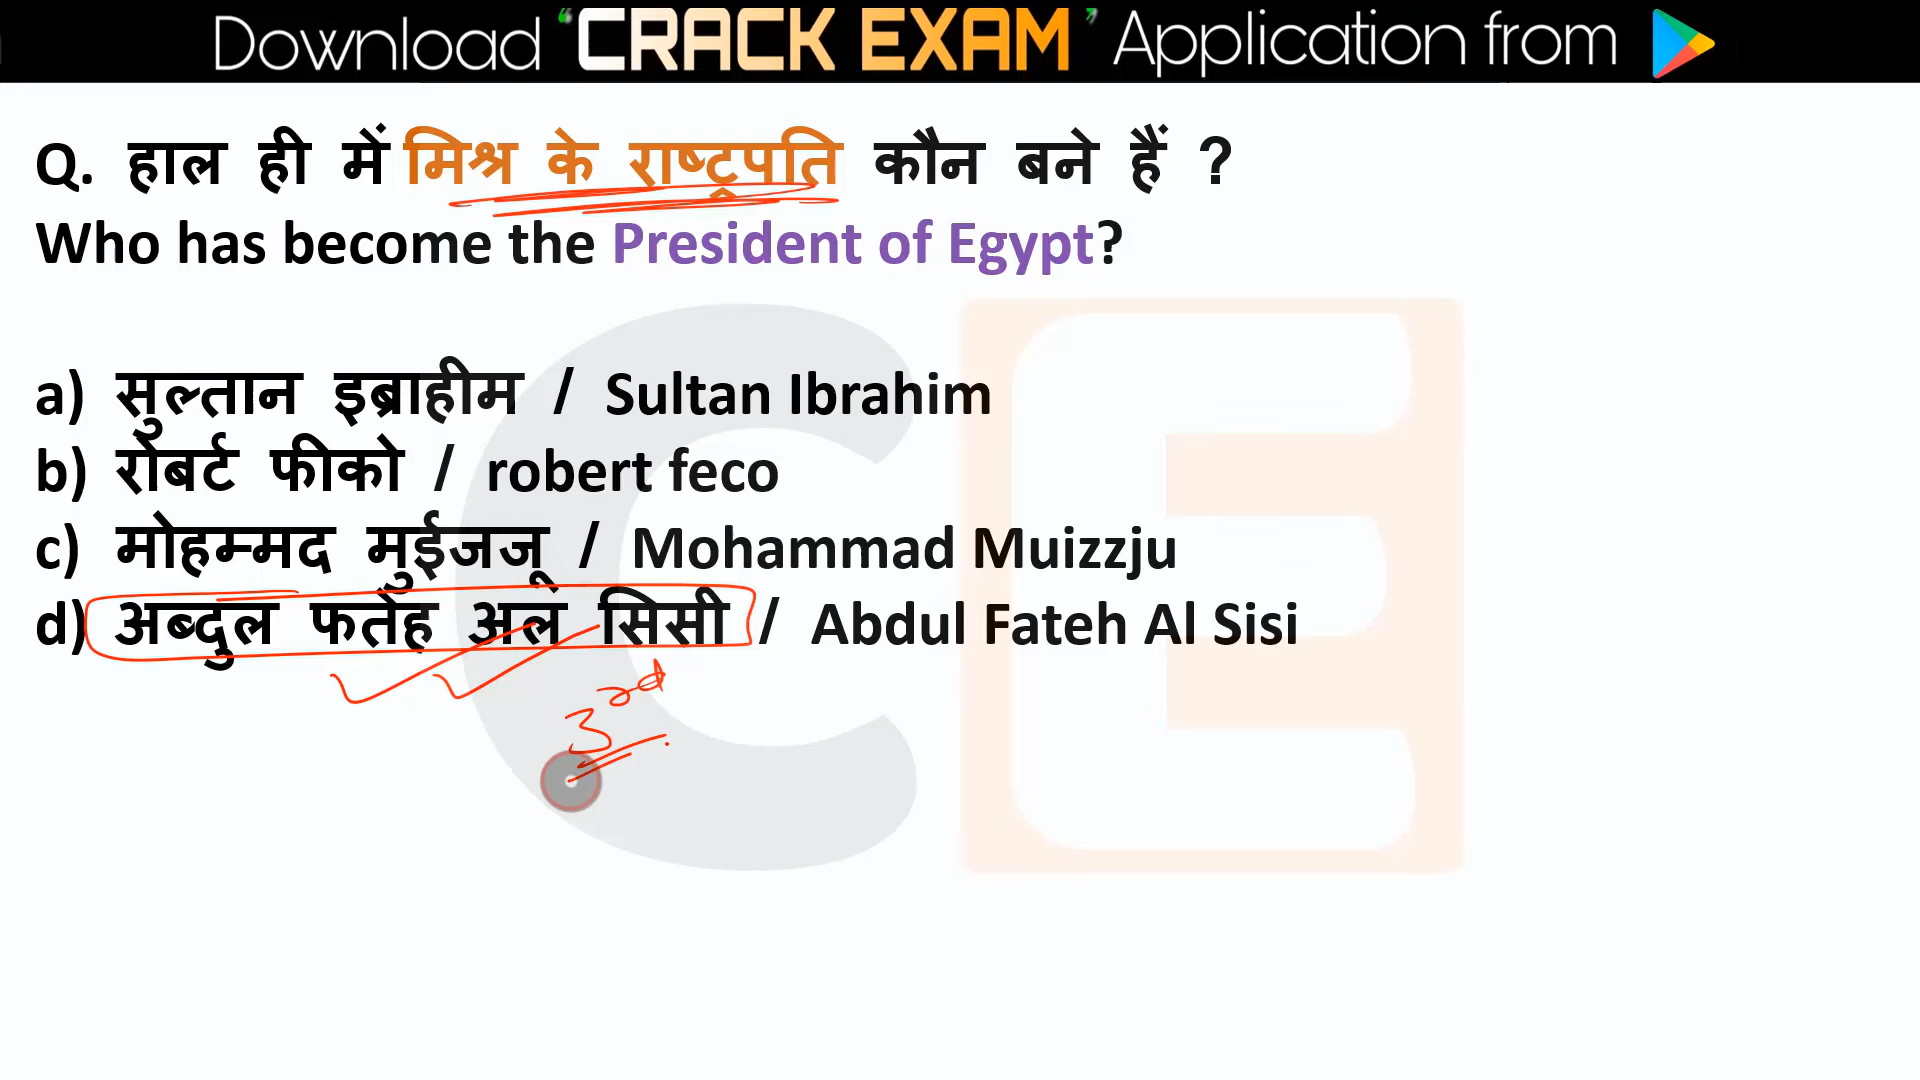 Download “CRACK EXAM” Application from
Q. हाल ही में मिश्र के राष्ट्रपति कौन बने हैं ?
Who has become the President of Egypt?
a) सुल्तान इब्राहीम / Sultan Ibrahim
b) रोबर्ट फीको / robert feco
c) मोहम्मद मुईजजू / Mohammad Muizzju
d) अब्दुल फतेह अल सिसी / Abdul Fateh Al Sisi
3rd
CE